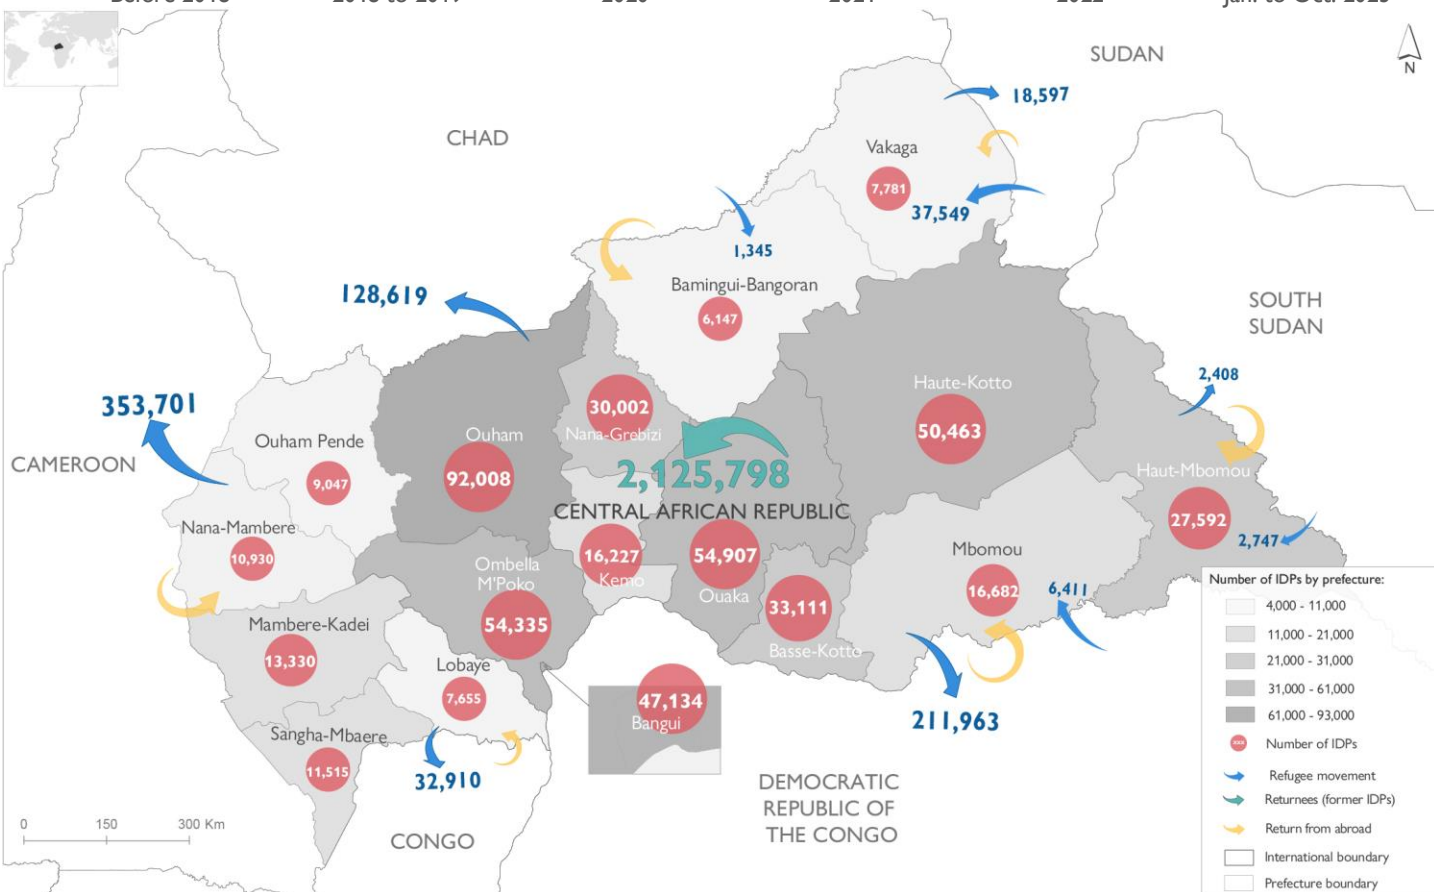 SUDAN
N
18,597
CHAD
Vakaga
7,781
37,549
1,345
Bamingui-Bangoran
6,147
128,619
SOUTH
SUDAN
2,408
353,701
Haute-Kotto
50,463
30,002
Nana-Grebizi
Ouham Pende
9,047
Ouham
92,008
CAMEROON
2,125,798
CENTRAL AFRICAN REPUBLIC
Haut-Mbomou
27,592
2,747
Nana-Mambere
10,930
Ombella
M'Poko
54,335
16,227
Kemo
54,907
Ouaka
33,111
Basse-Kotto
Mbomou
16,682
6,411
Mambere-Kadei
13,330
Lobaye
7,655
47,134
Bangui
211,963
Sangha-Mbaere
11,515
32,910
CONGO
DEMOCRATIC
REPUBLIC OF
THE CONGO
0 150 300 Km
Number of IDPs by prefecture:
4,000 - 11,000
11,000 - 21,000
21,000 - 31,000
31,000 - 61,000
61,000 - 93,000
Number of IDPs
Refugee movement
Returnees (former IDPs)
Return from abroad
International boundary
Prefecture boundary